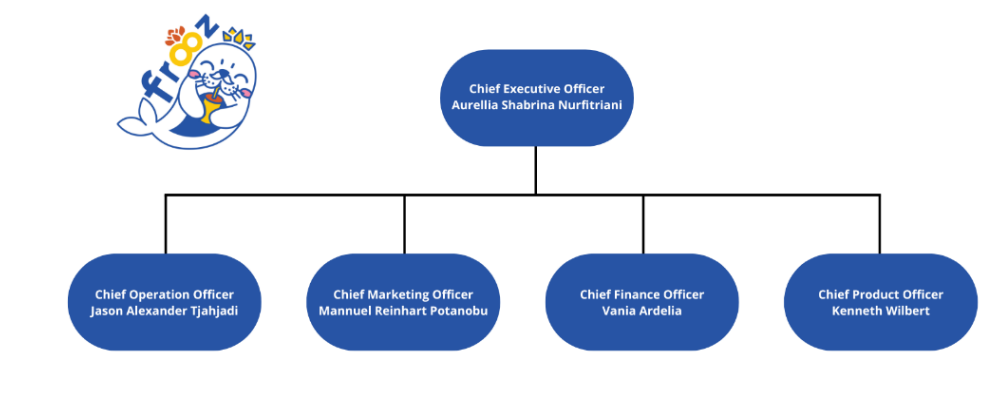 frooz
Chief Executive Officer
Aurellia Shabrina Nurfitriani
Chief Operation Officer
Jason Alexander Tjahjadi
Chief Marketing Officer
Mannuel Reinhart Potanobu
Chief Finance Officer
Vania Ardelia
Chief Product Officer
Kenneth Wilbert